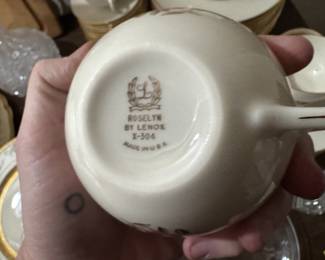 L
ROSELYN
BY LENOX
X-304
MADE IN U.S.A.